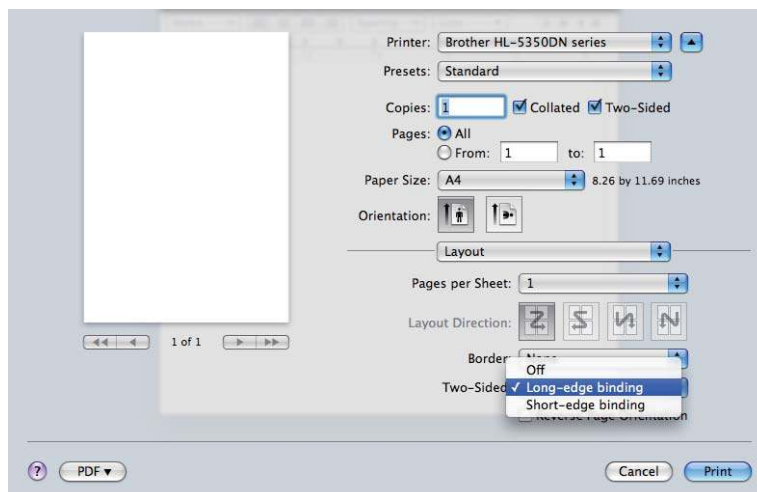 Printer: Brother HL-5350DN series
Presets: Standard
Copies: 1 Collated Two-Sided
Pages: All
From: 1 to: 1
Paper Size: A4 8.26 by 11.69 inches
Orientation:
Layout
Pages per Sheet: 1
Layout Direction:
1 of 1
Border: None
Off
Two-Sided ✓ Long-edge binding
Short-edge binding
Reverse Page Orientation
? PDF▼ Cancel Print